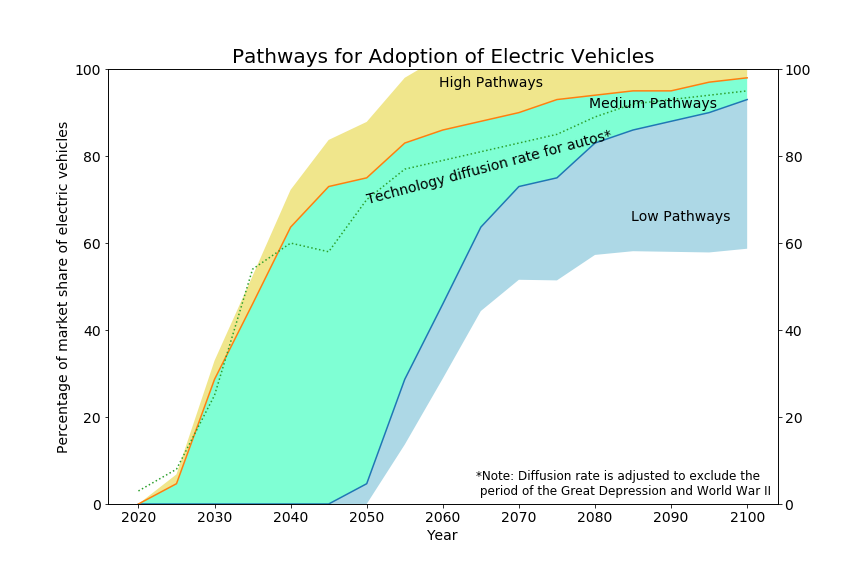 Pathways for Adoption of Electric Vehicles
Percentage of market share of electric vehicles
100
80
60
40
20
0
High Pathways
Medium Pathways
Technology diffusion rate for autos*
Low Pathways
*Note: Diffusion rate is adjusted to exclude the
period of the Great Depression and World War II
100
80
60
40
20
0
2020 2030 2040 2050 2060 2070 2080 2090 2100
Year